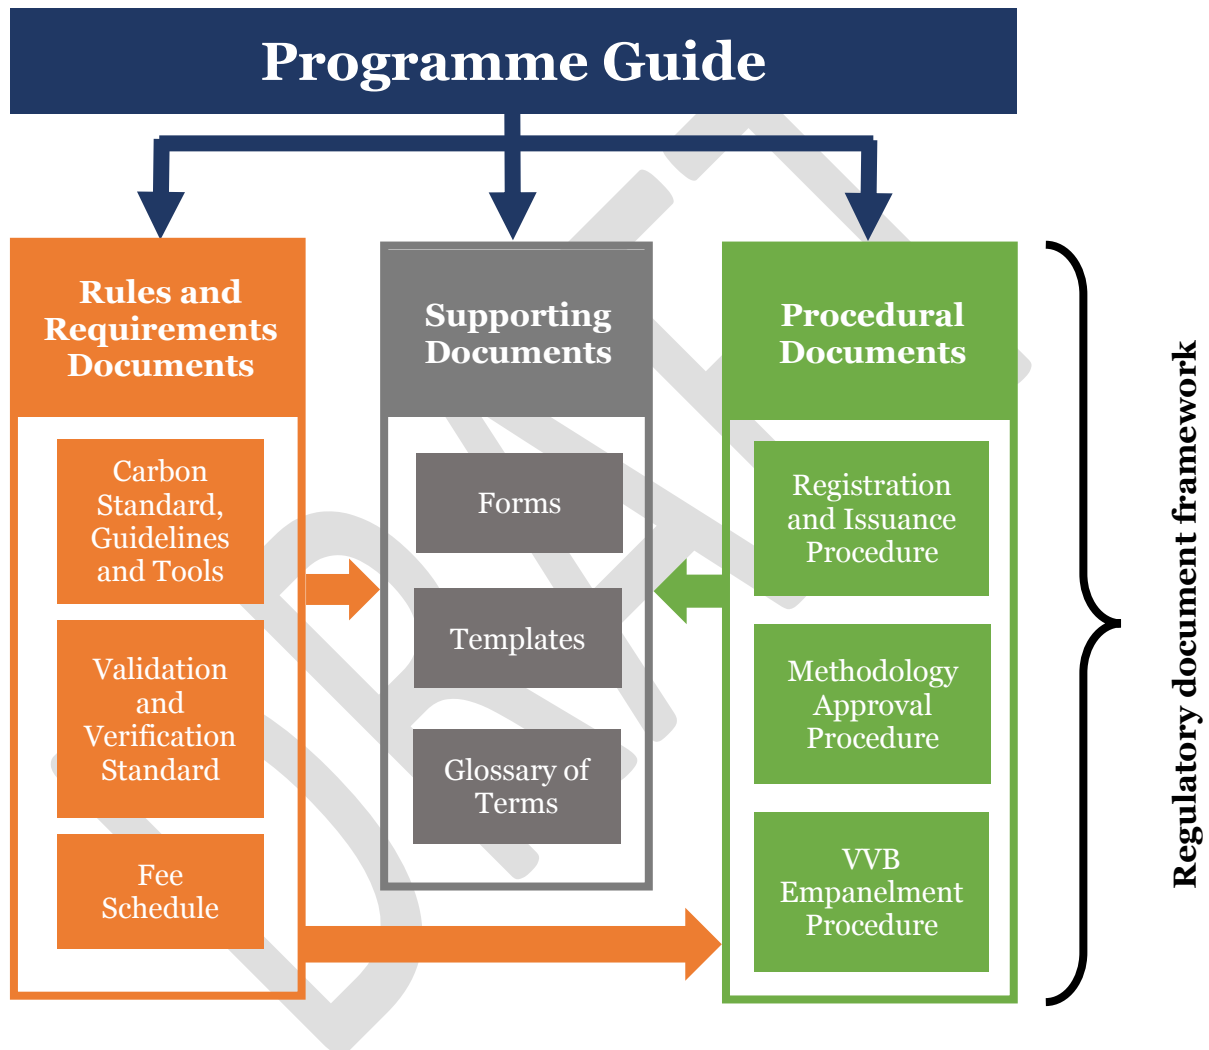 Programme Guide
Rules and
Requirements
Documents
Carbon
Standard,
Guidelines
and Tools
Validation
and
Verification
Standard
Fee
Schedule
Supporting
Documents
Forms
Templates
Glossary of
Terms
Procedural
Documents
Registration
and Issuance
Procedure
Methodology
Approval
Procedure
VVB
Empanelment
Procedure
Regulatory document framework
DRAFT